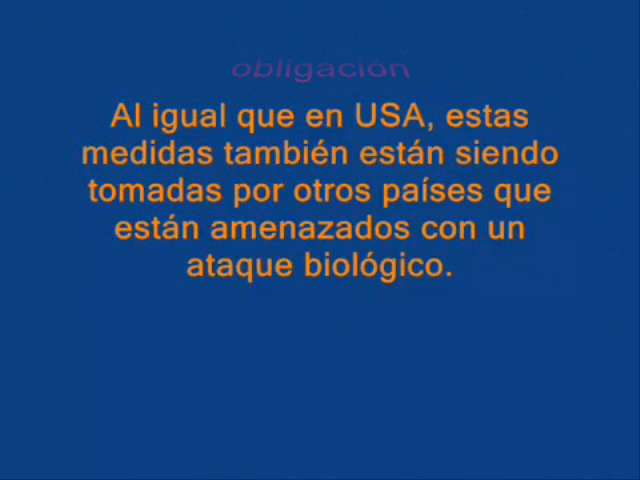 obligación
Al igual que en USA, estas
medidas también están siendo
tomadas por otros países que
están amenazados con un
ataque biológico.